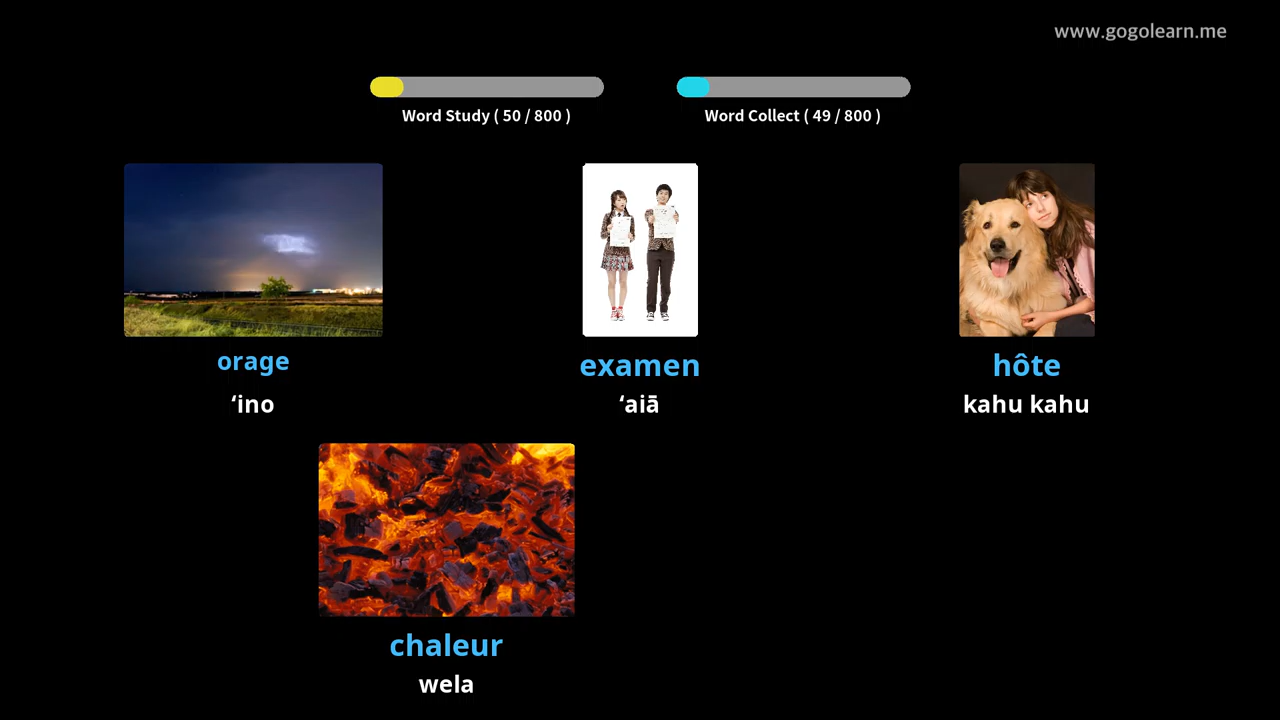 www.gogolearn.me
Word Study ( 50 / 800 )
Word Collect ( 49 / 800 )
orage
ʻino
examen
ʻaiā
hôte
kahu kahu
chaleur
wela